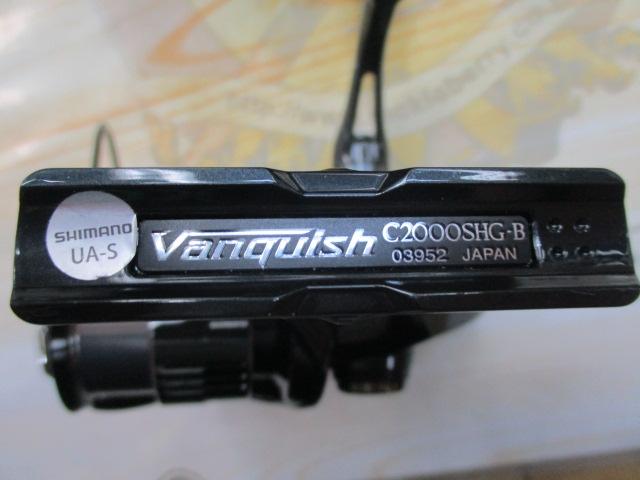 SHIMANO
UA-S
Vanquish
C2000SHG-B
03952 JAPAN